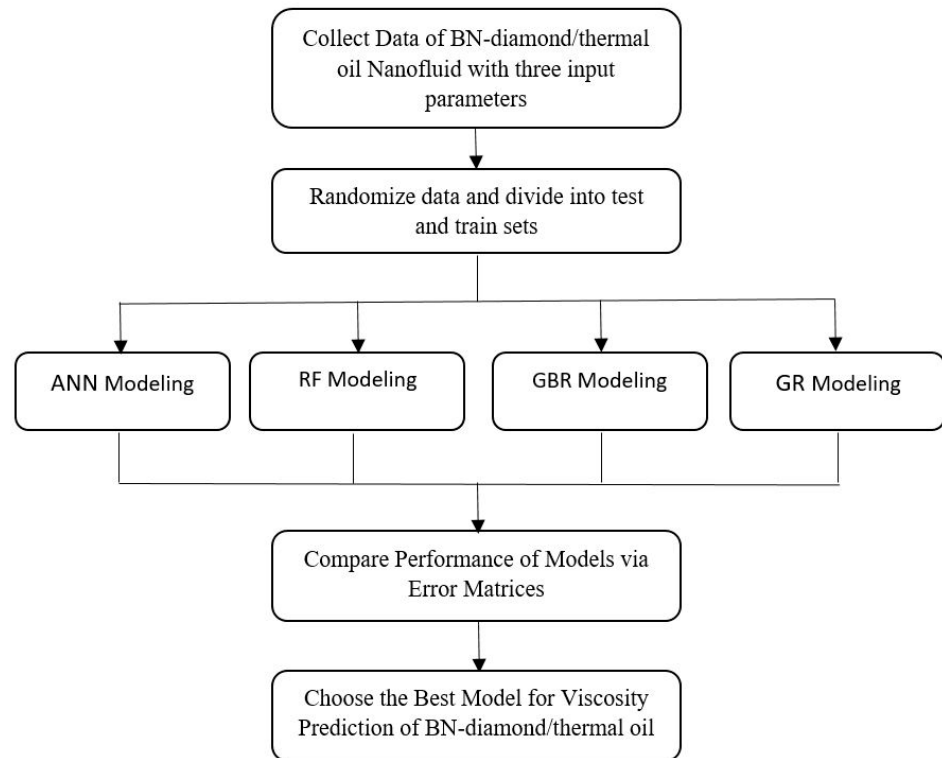 Collect Data of BN-diamond/thermal
oil Nanofluid with three input
parameters
Randomize data and divide into test
and train sets
ANN Modeling
RF Modeling
GBR Modeling
GR Modeling
Compare Performance of Models via
Error Matrices
Choose the Best Model for Viscosity
Prediction of BN-diamond/thermal oil